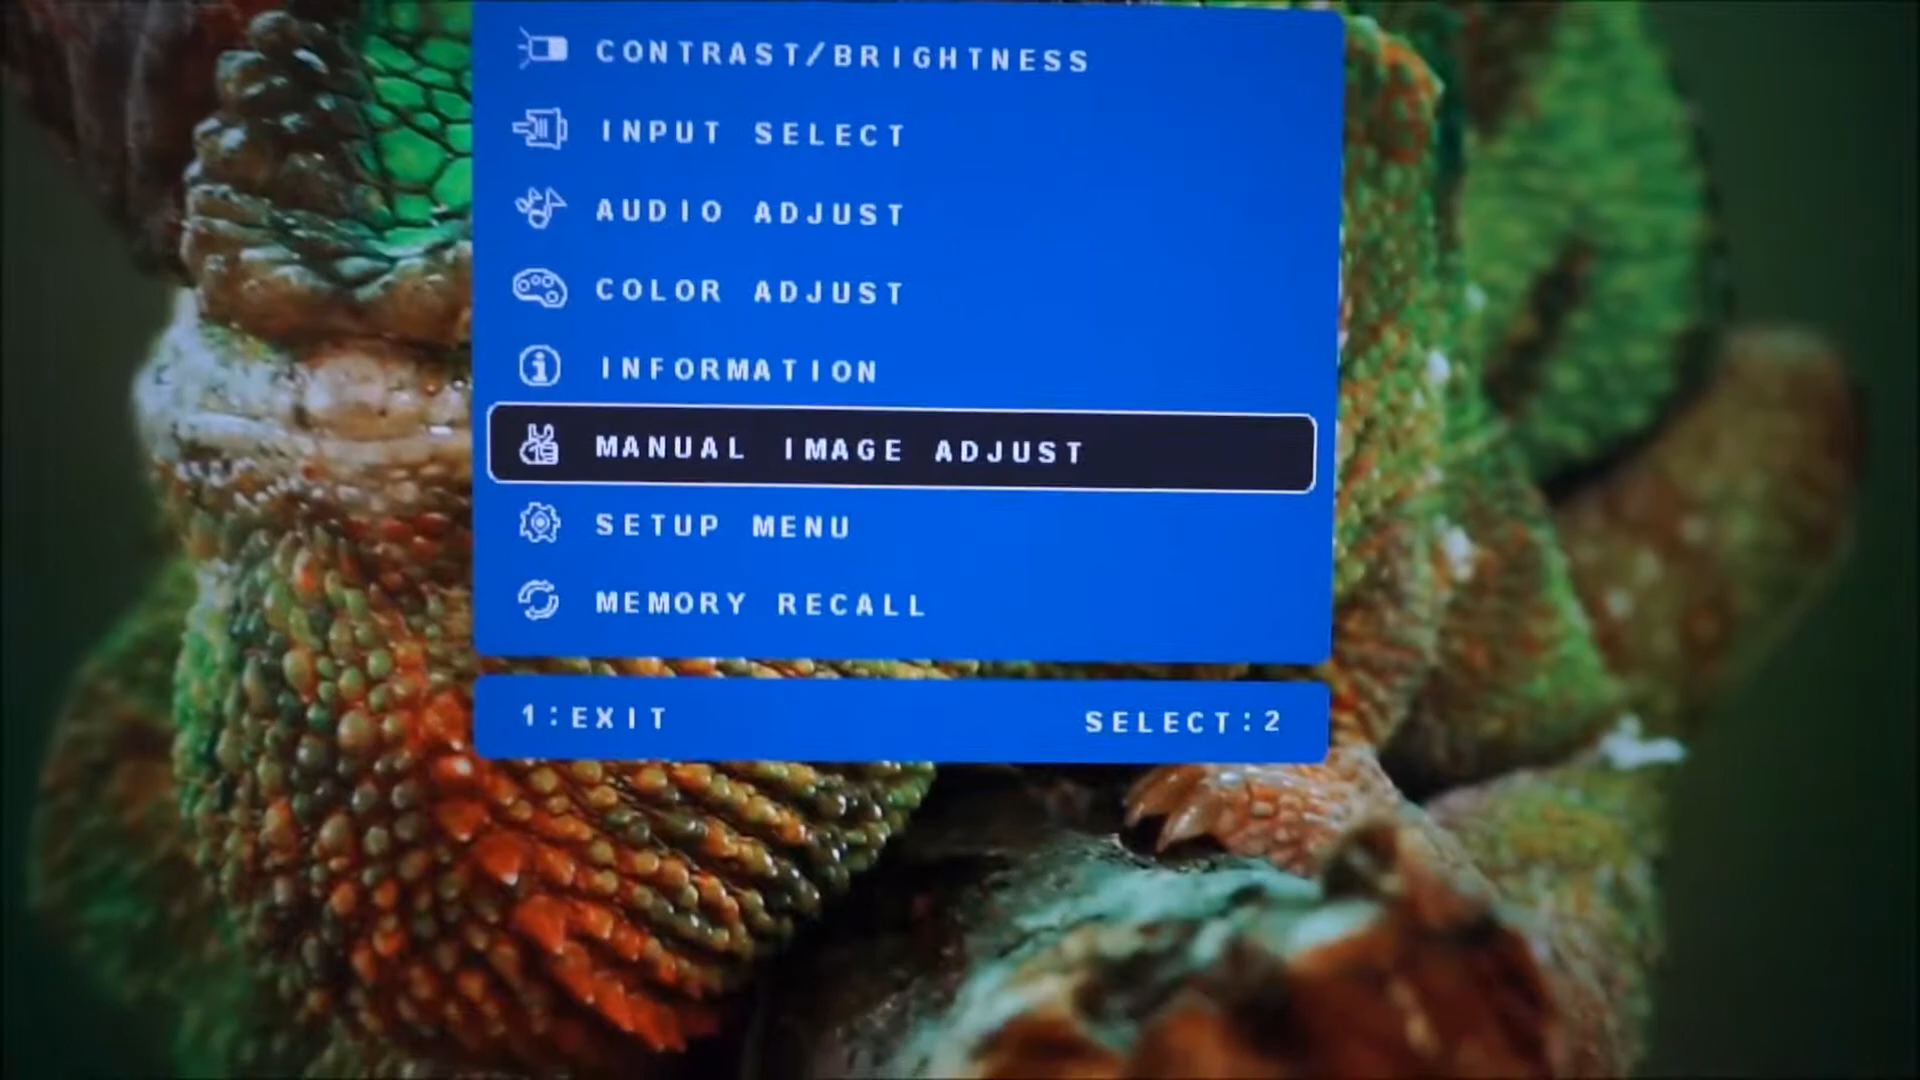 CONTRAST/BRIGHTNESS
INPUT SELECT
AUDIO ADJUST
COLOR ADJUST
INFORMATION
MANUAL IMAGE ADJUST
SETUP MENU
MEMORY RECALL
1:EXIT SELECT:2